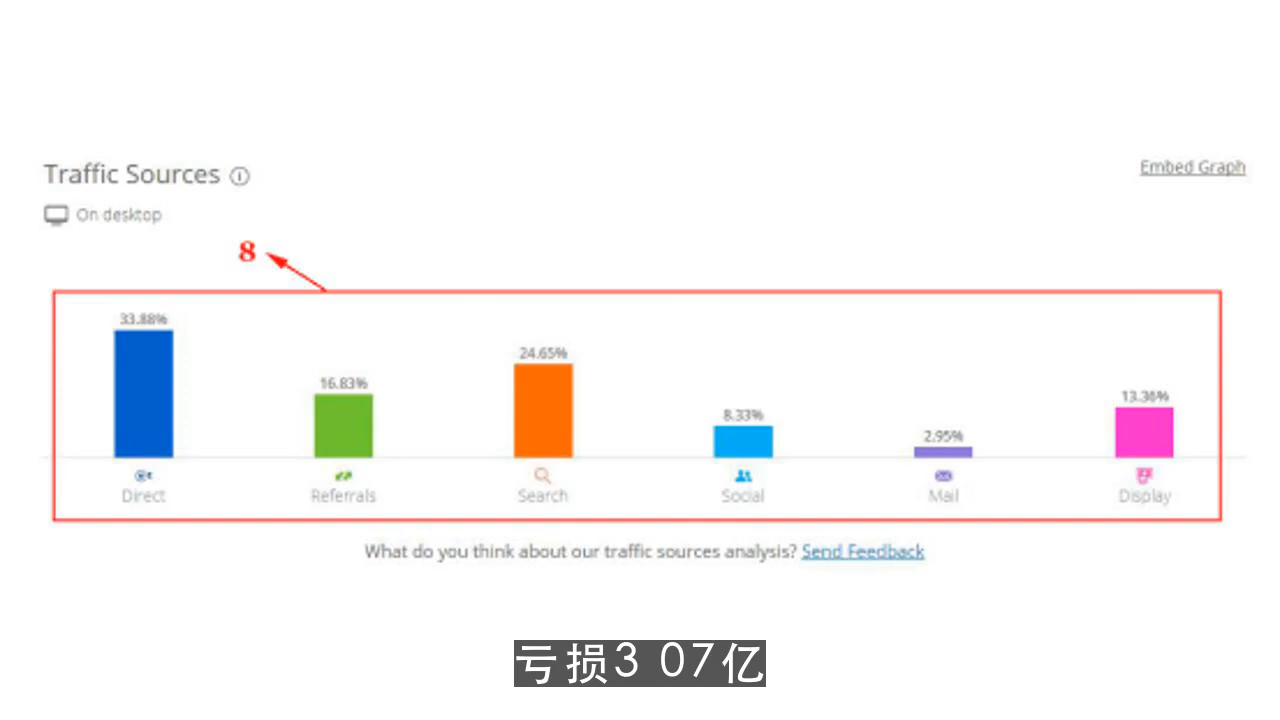 Traffic Sources
Embed Graph
On desktop
8
33.88%
16.83%
24.65%
8.33%
2.95%
13.36%
Direct
Referrals
Search
Social
Mail
Display
What do you think about our traffic sources analysis? Send Feedback
亏损3 07亿